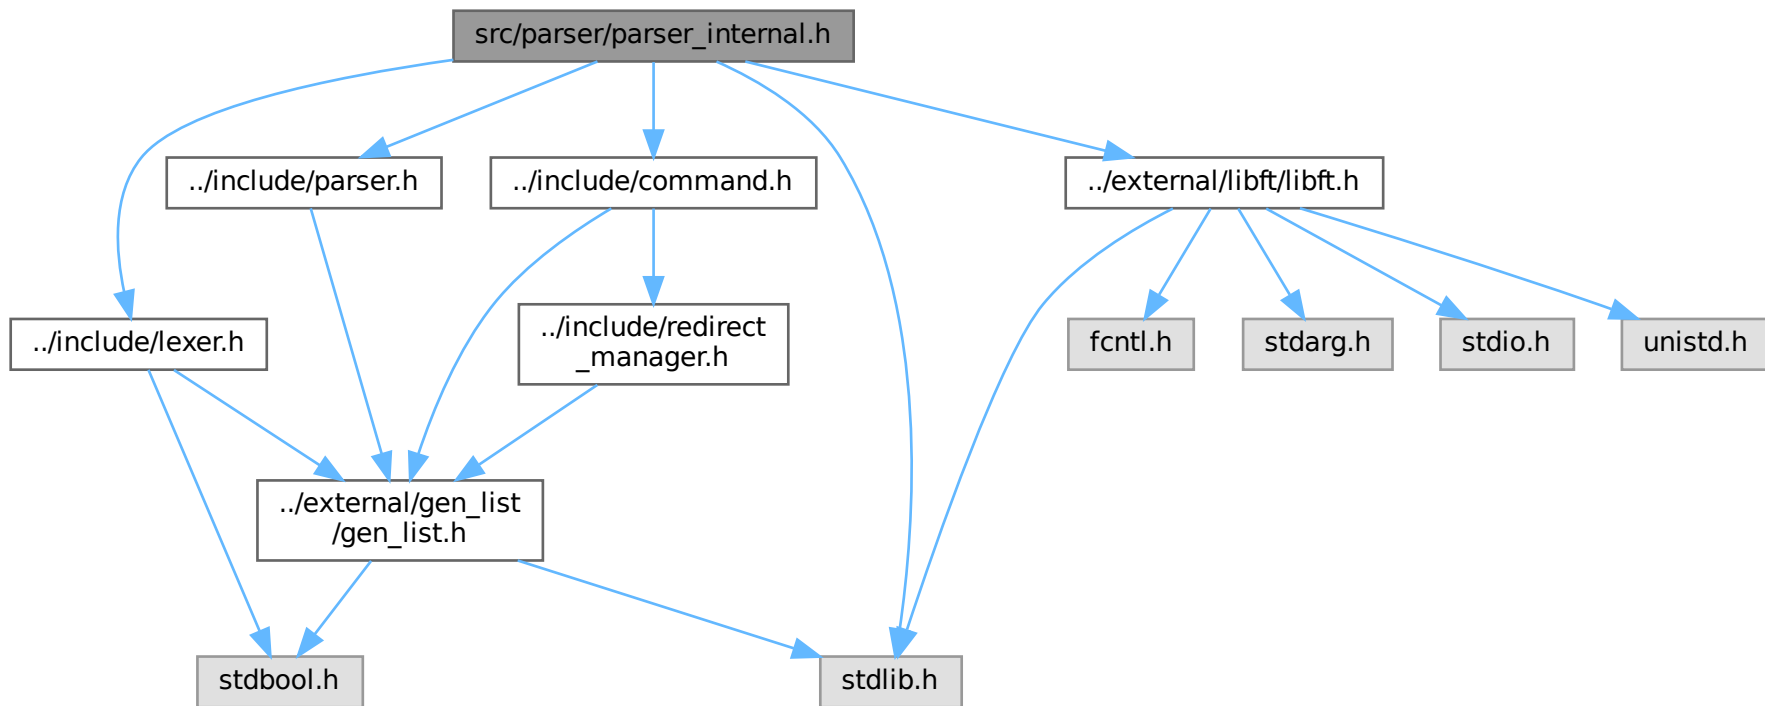 src/parser/parser_internal.h
../include/parser.h
../include/command.h
../external/libft/libft.h
../include/lexer.h
../include/redirect
_manager.h
fcntl.h
stdarg.h
stdio.h
unistd.h
../external/gen_list
/gen_list.h
stdbool.h
stdlib.h